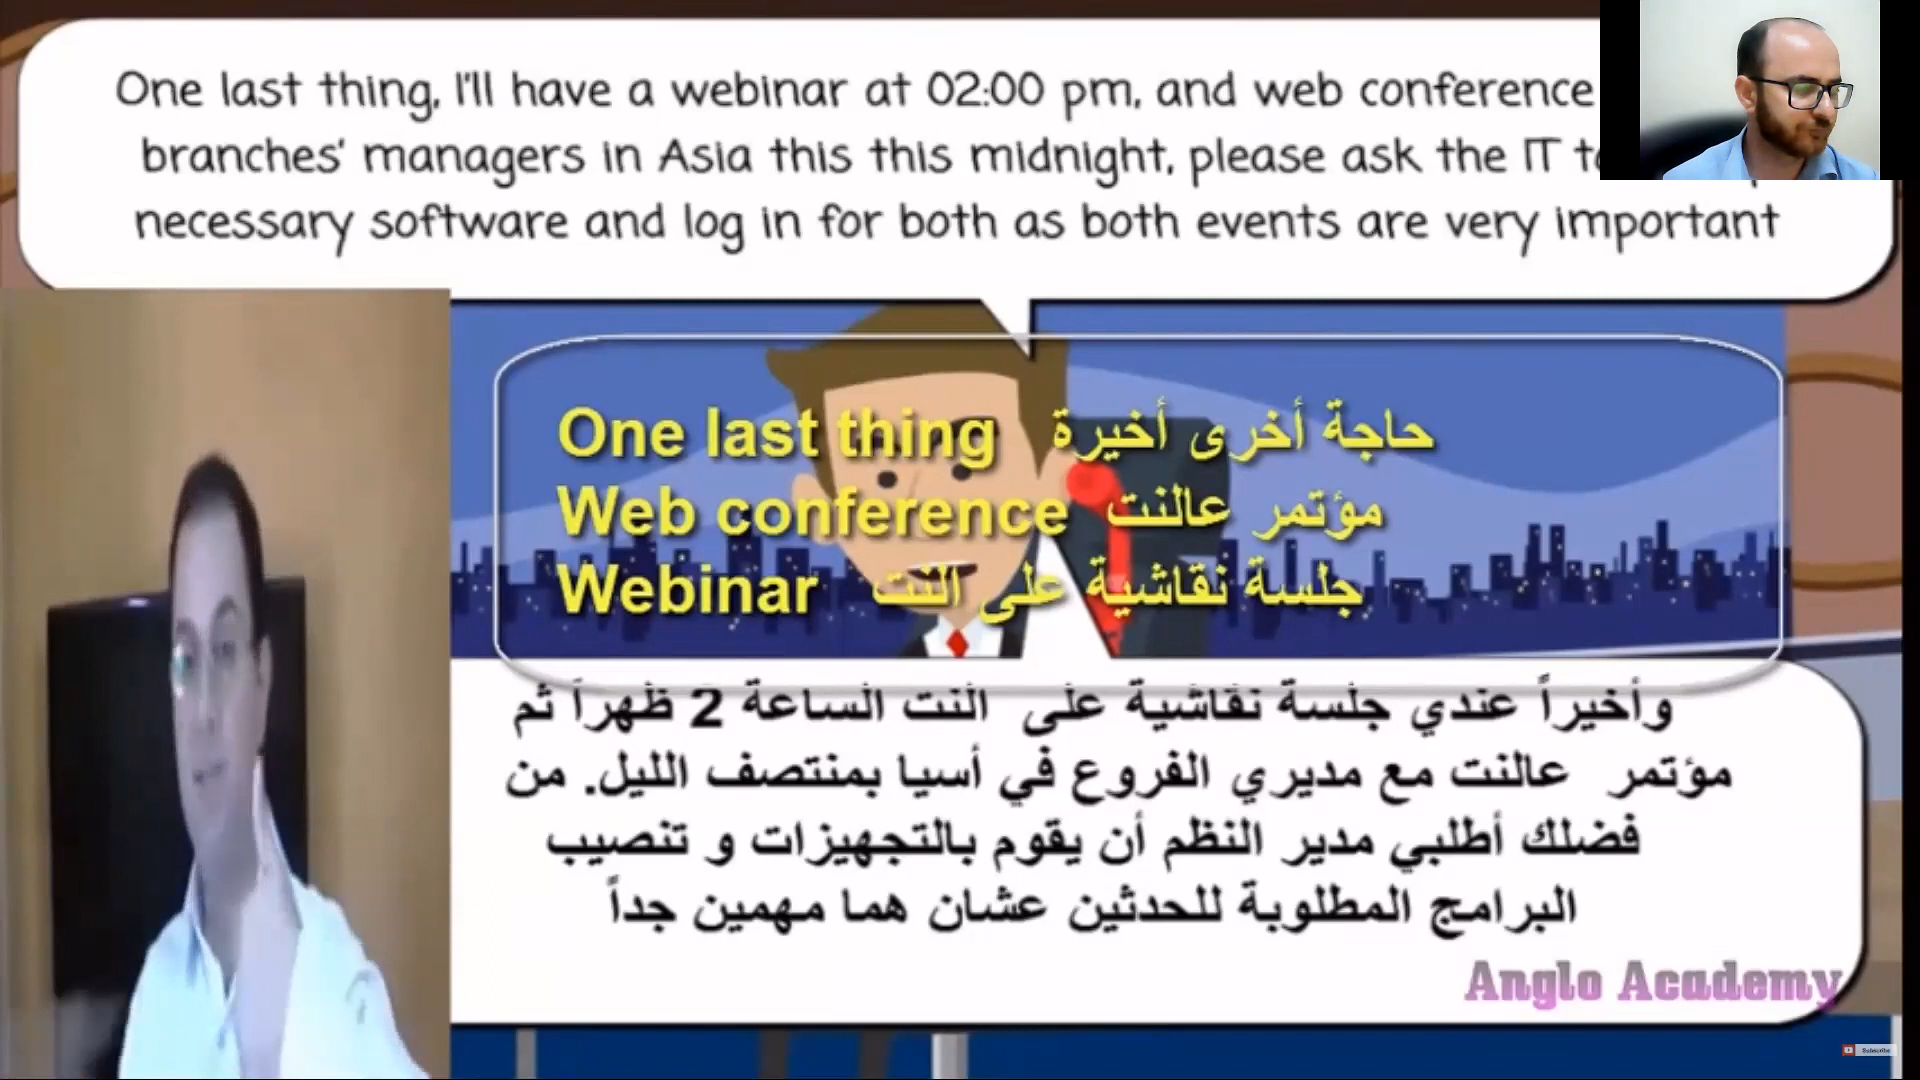 One last thing, I'll have a webinar at 02:00 pm, and web conference
branches' managers in Asia this this midnight, please ask the IT
necessary software and log in for both as both events are very important
One last thing حاجة أخرى أخيرة
Web conference مؤتمر عالنت
Webinar جلسة نقاشية على النت
وأخيراً عندي جلسة نقاشية على النت الساعة 2 ظهراً ثم
مؤتمر عالنت مع مديري الفروع في أسيا بمنتصف الليل. من
فضلك أطلبي مدير النظم أن يقوم بالتجهيزات و تنصيب
البرامج المطلوبة للحدثين عشان هما مهمين جداً
Anglo Academy
Subscribe